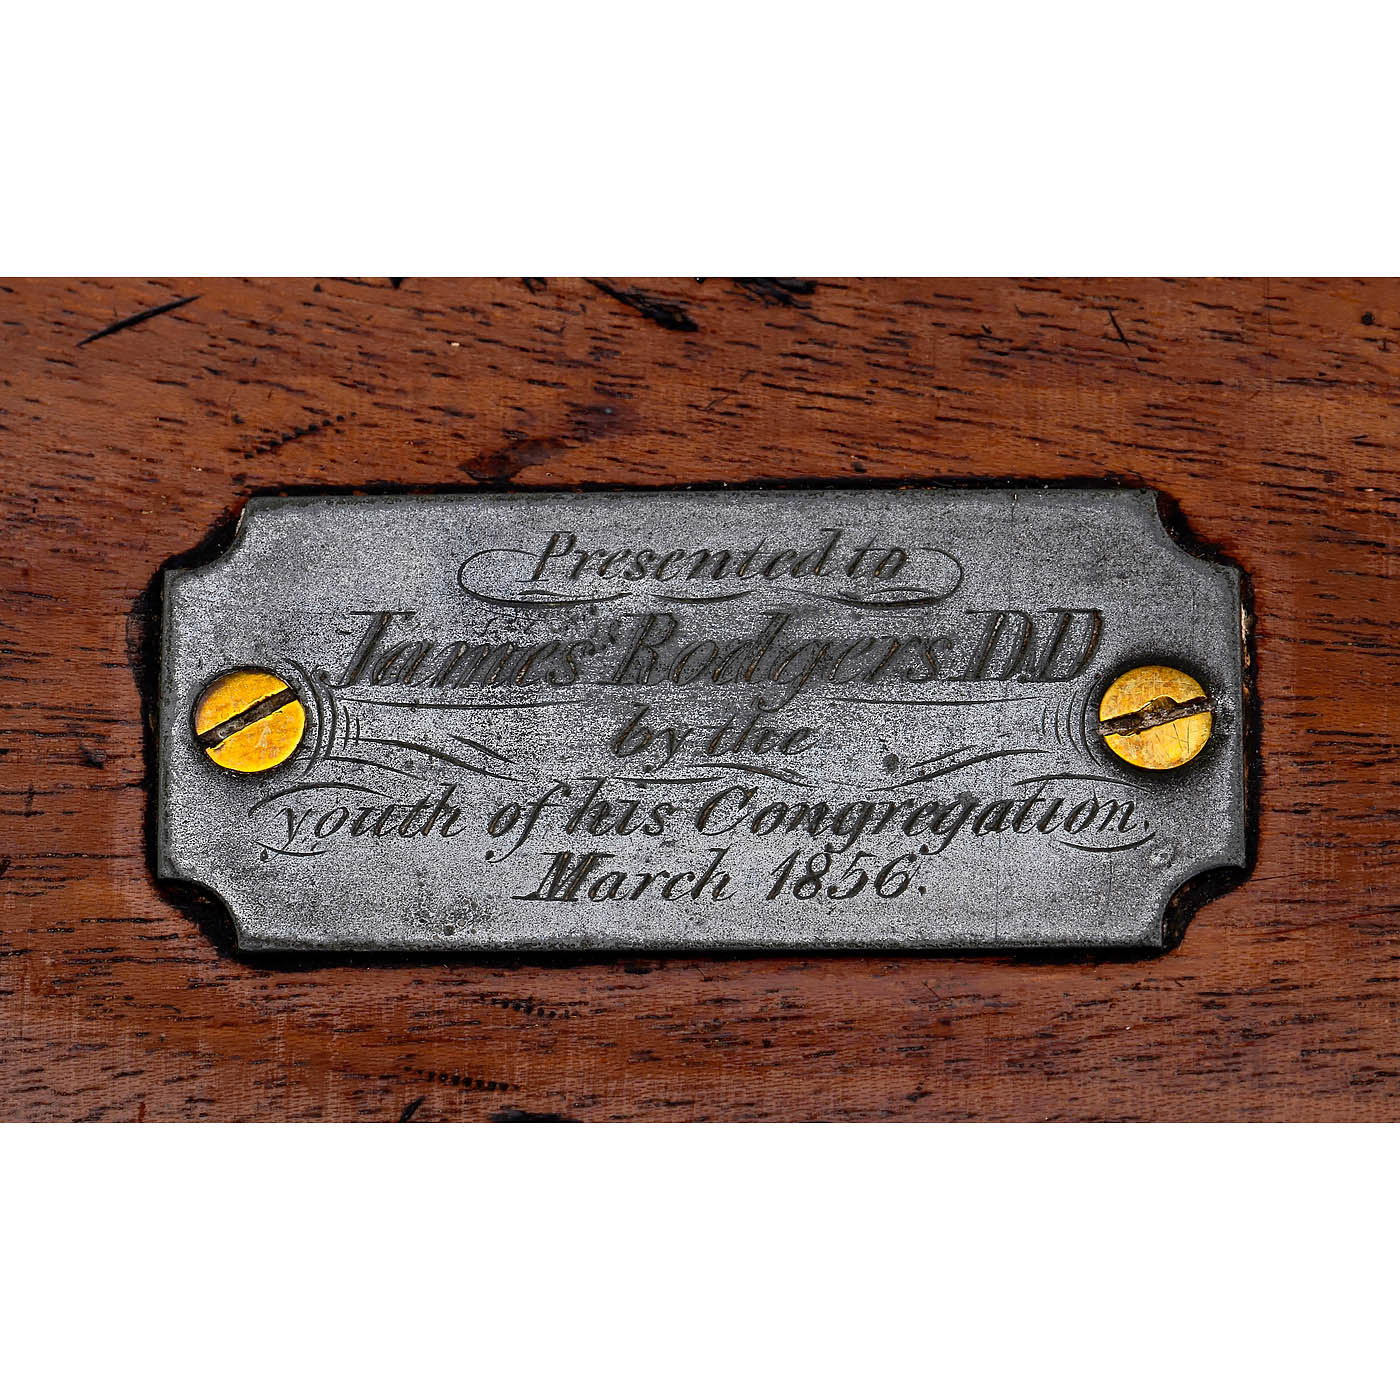 Presented to
James Rodgers D.D
by the
youth of his Congregation.
March 1856.